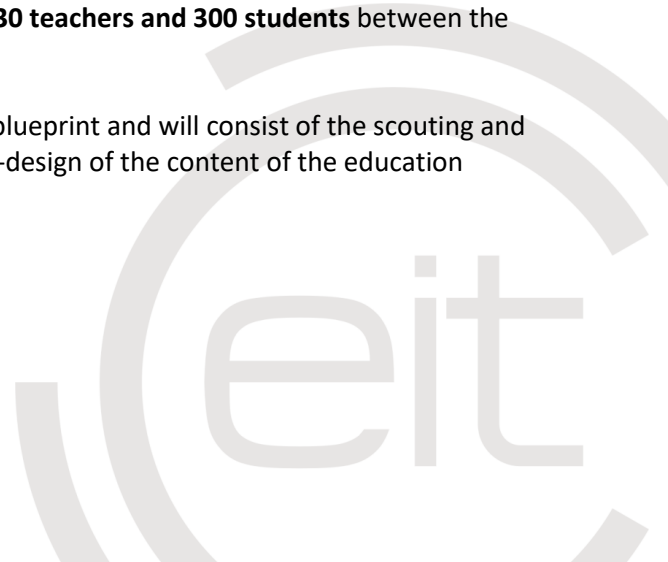 30 teachers and 300 students between the
blueprint and will consist of the scouting and
-design of the content of the education
eit